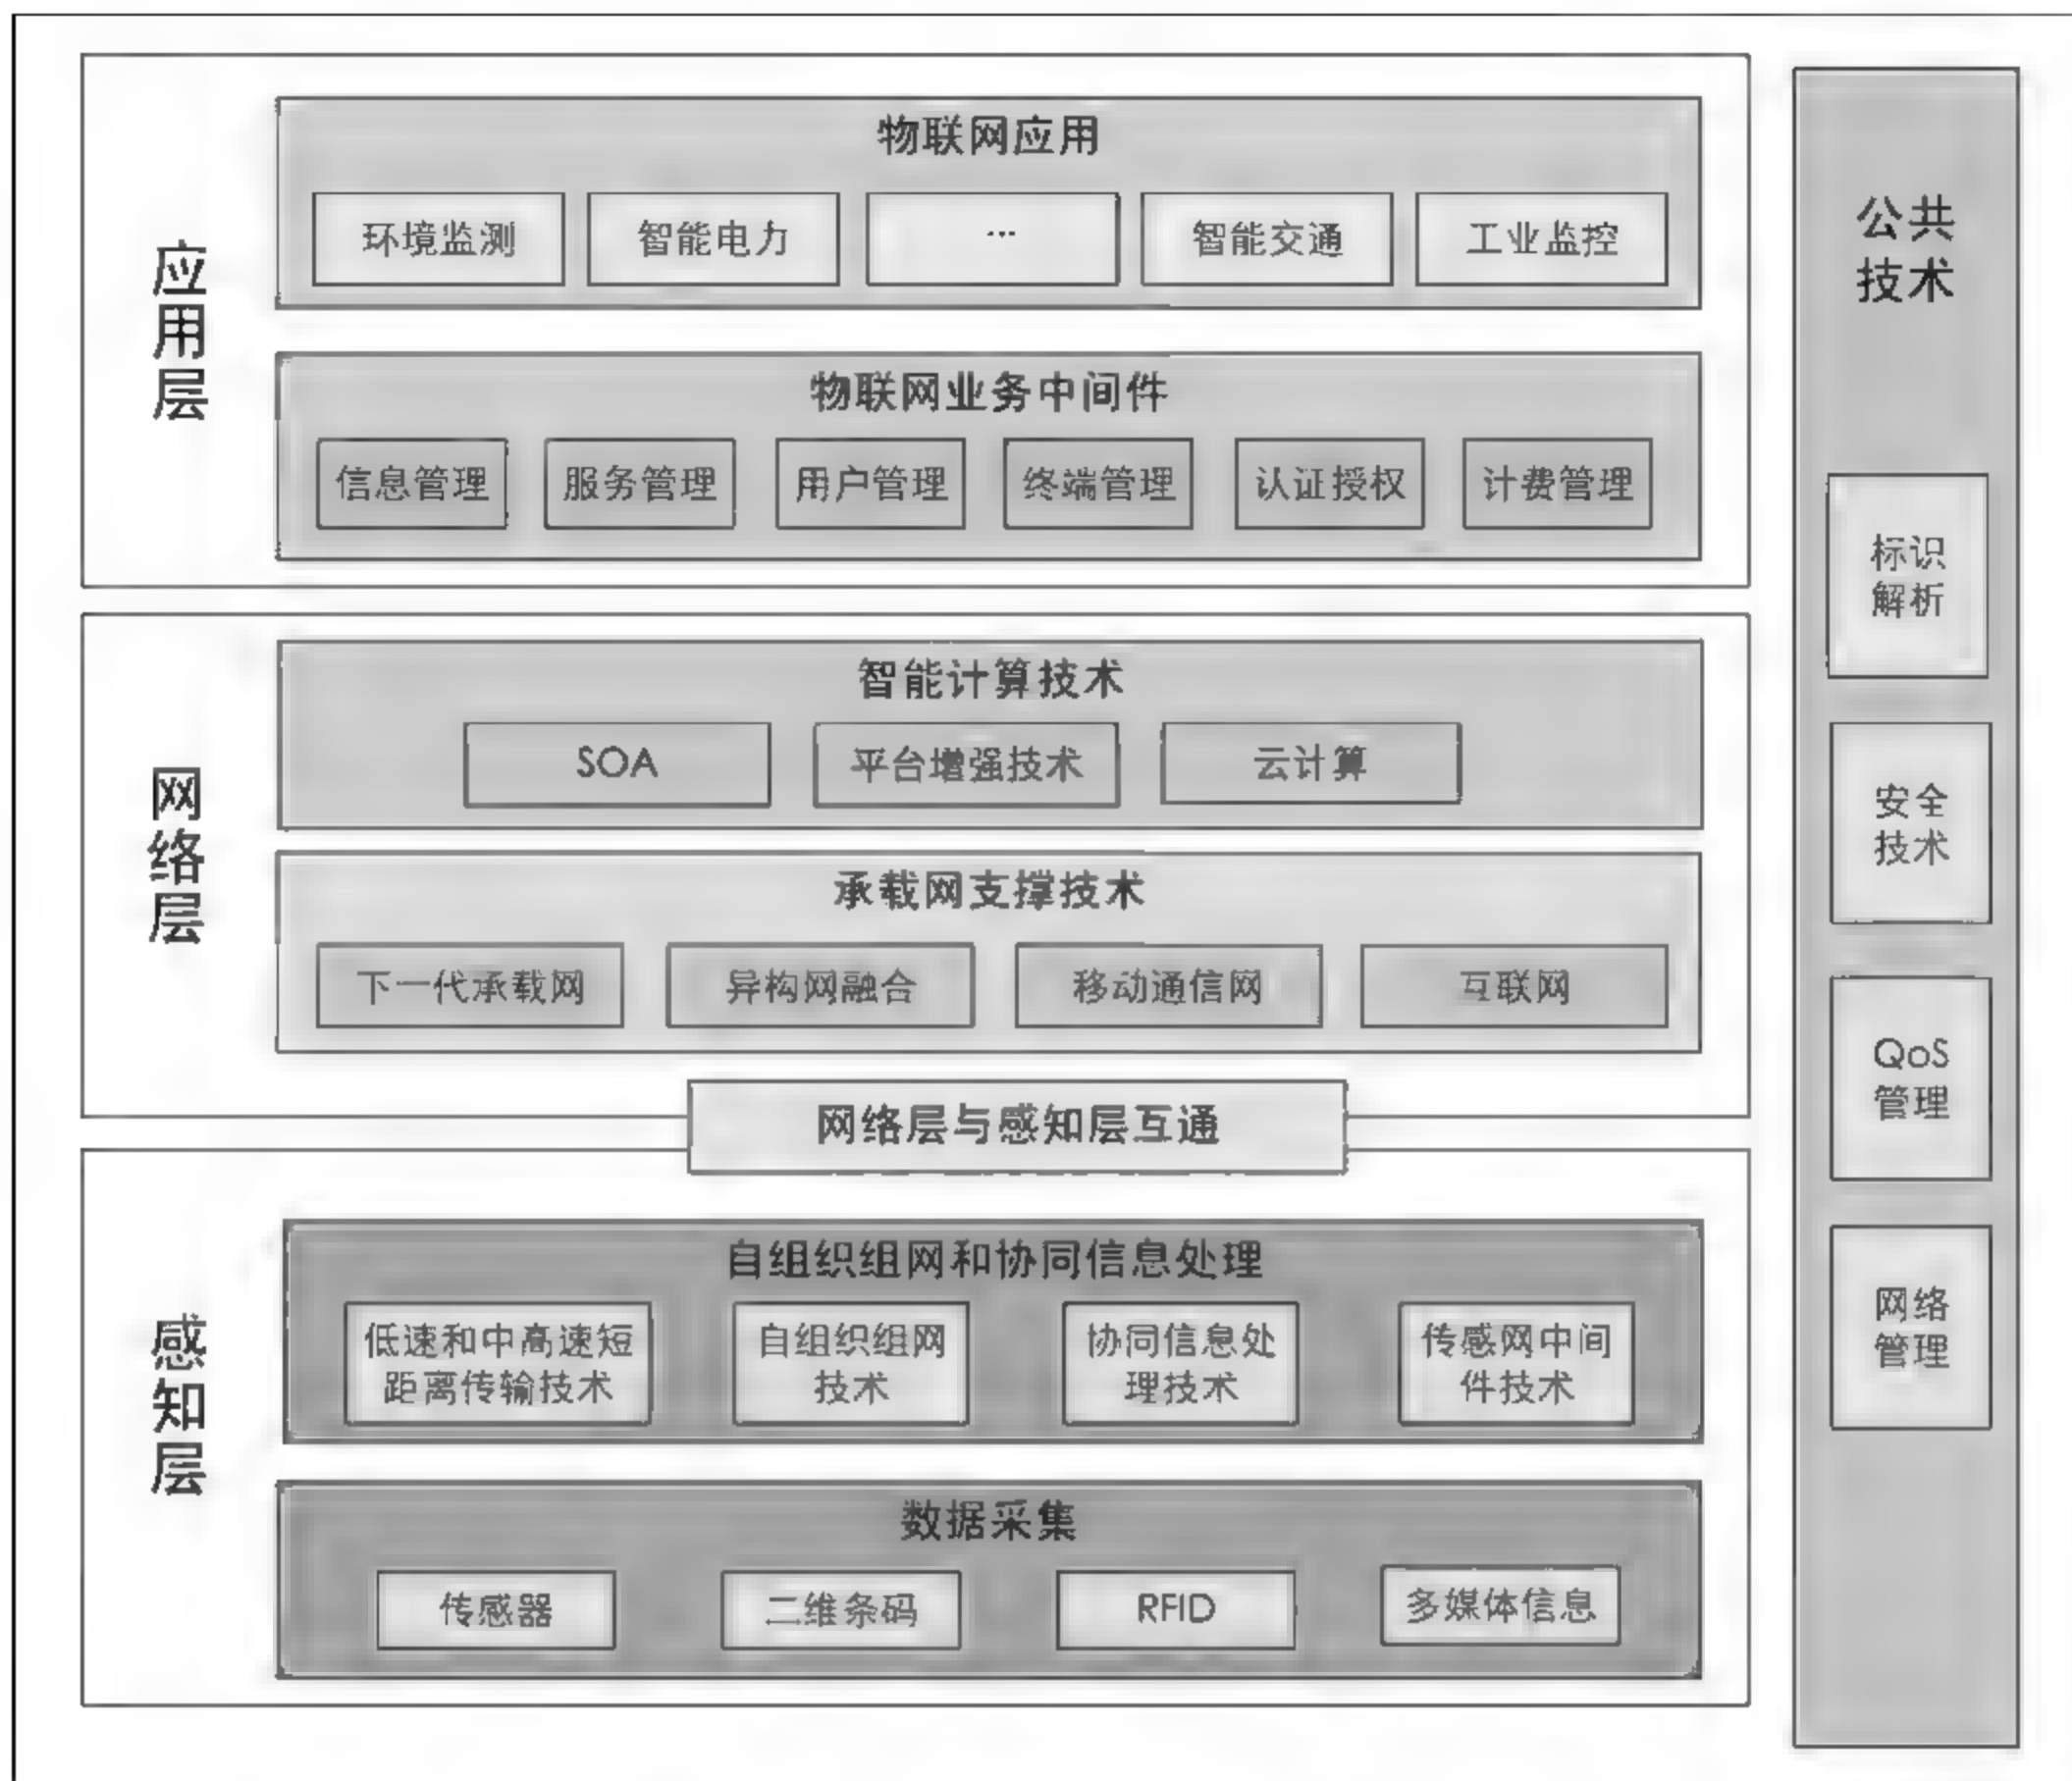 应用层
物联网应用
环境监测
智能电力
...
智能交通
工业监控
物联网业务中间件
信息管理
服务管理
用户管理
终端管理
认证授权
计费管理
网络层
智能计算技术
SOA
平台增强技术
云计算
承载网支撑技术
下一代承载网
异构网融合
移动通信网
互联网
网络层与感知层互通
感知层
自组织组网和协同信息处理
低速和中高速短
距离传输技术
自组织组网
技术
协同信息处
理技术
传感网中间
件技术
数据采集
传感器
二维条码
RFID
多媒体信息
公共
技术
标识
解析
安全
技术
QoS
管理
网络
管理